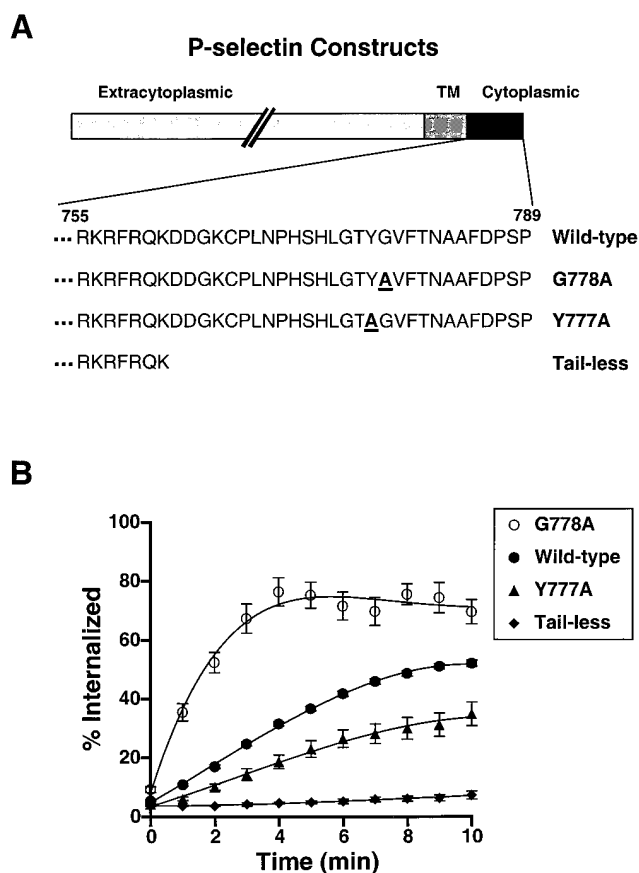 A
P-selectin Constructs
Extracytoplasmic TM Cytoplasmic
755 789
··· RKRFRQKDDGKCPLNPHSHLGTYGVFTNAAFDPSP Wild-type
··· RKRFRQKDDGKCPLNPHSHLGTYAVFTNAAFDPSP G778A
··· RKRFRQKDDGKCPLNPHSHLGTAGVFTNAAFDPSP Y777A
··· RKRFRQK Tail-less
B
100
80
60
40
20
0
% Internalized
0 2 4 6 8 10
Time (min)
G778A
Wild-type
Y777A
Tail-less